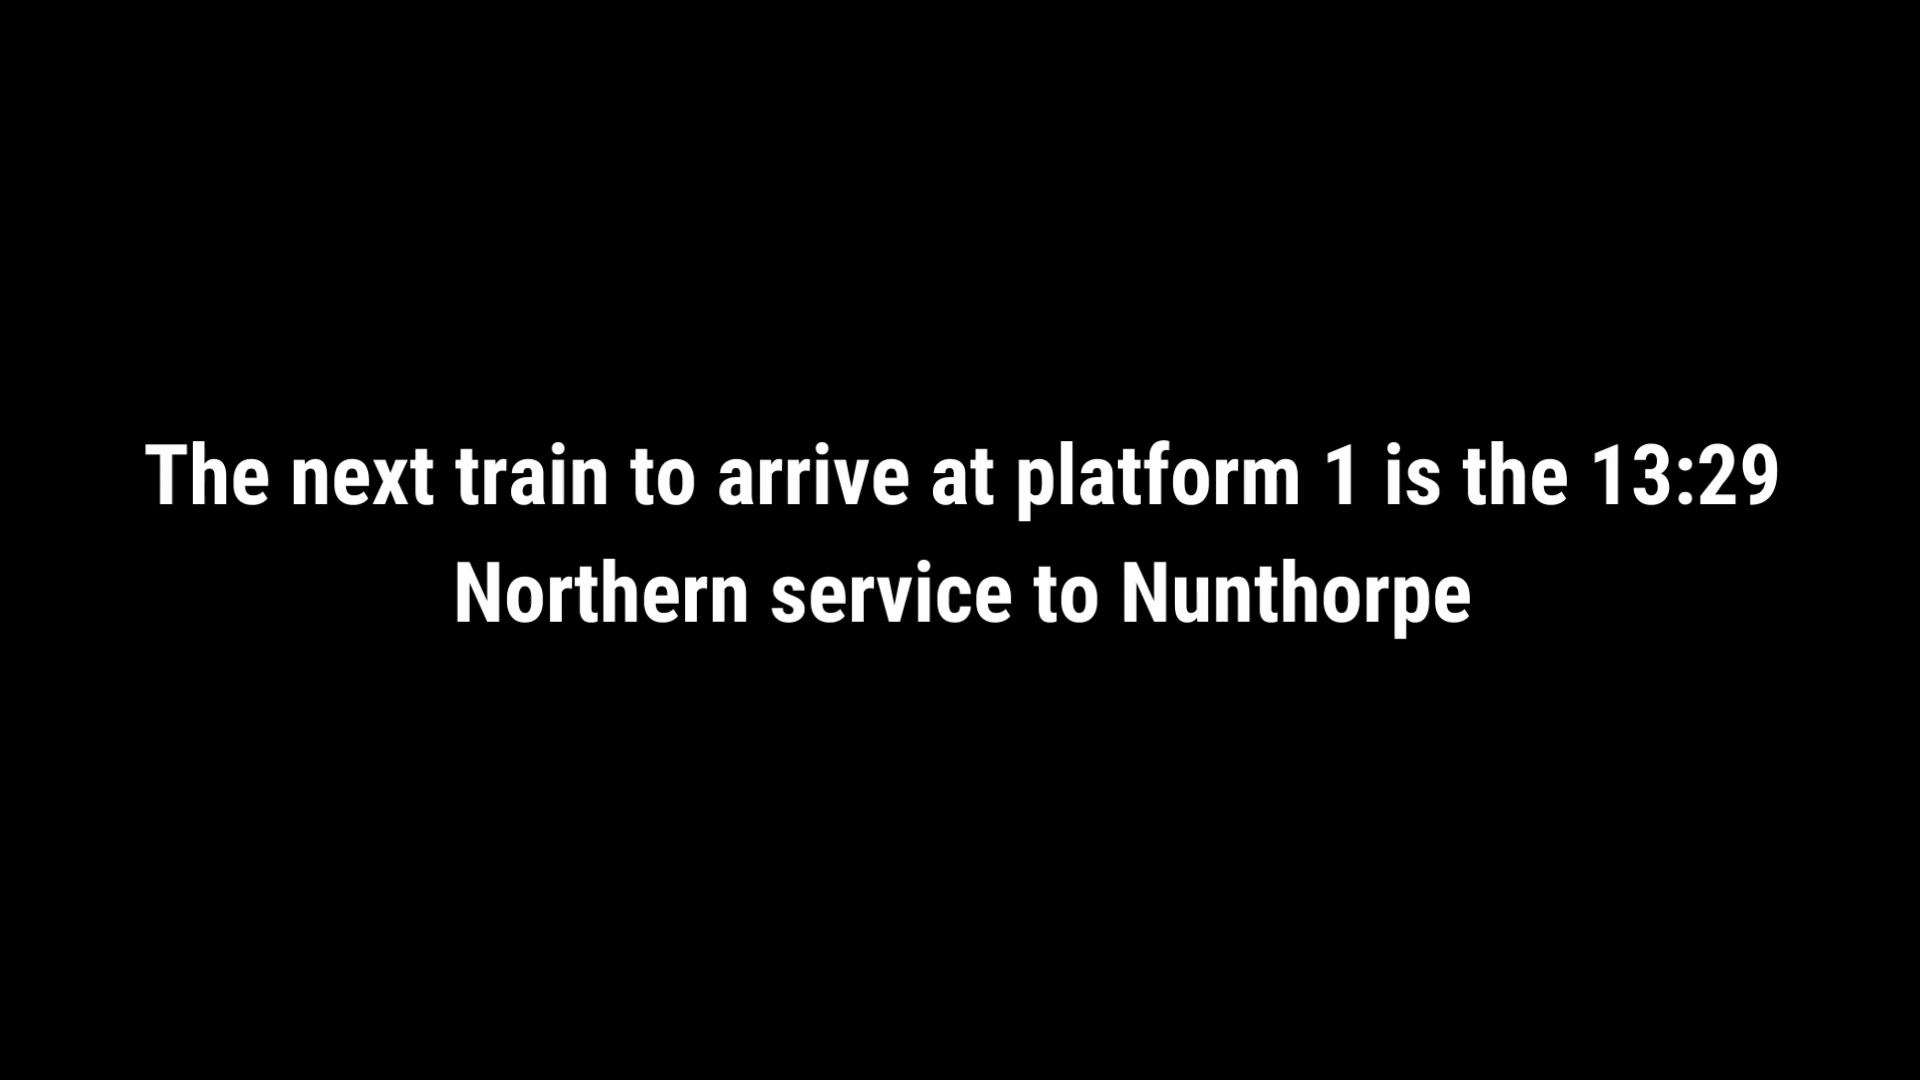 The next train to arrive at platform 1 is the 13:29
Northern service to Nunthorpe